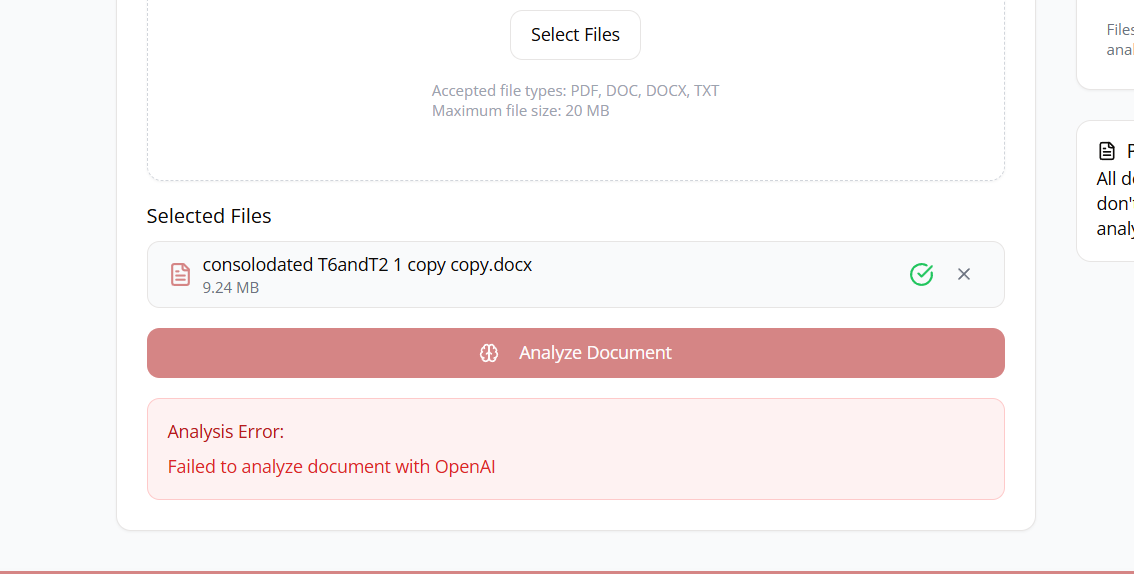 Select Files
Accepted file types: PDF, DOC, DOCX, TXT
Maximum file size: 20 MB
Selected Files
consolodated T6andT2 1 copy copy.docx
9.24 MB
Analyze Document
Analysis Error:
Failed to analyze document with OpenAI
Files
anal
All d
don'
analy